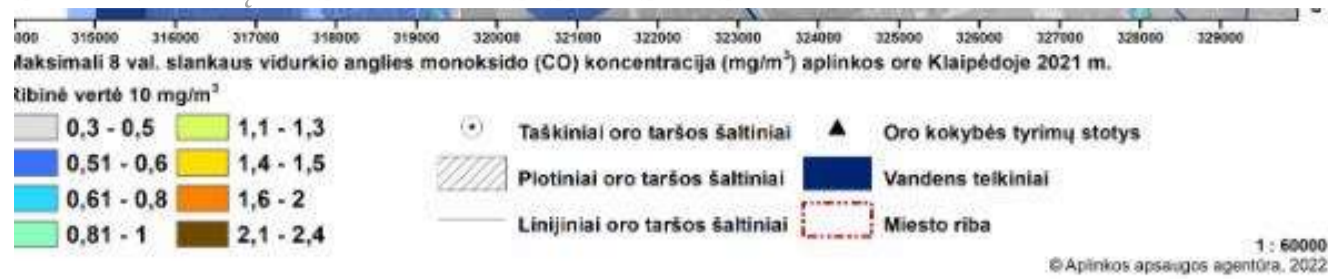 315000 316000 317000 318000 319000 320000 321000 322000 323000 324000 325000 326000 327000 328000 329000
Maksimali 8 val. slankaus vidurkio anglies monoksido (CO) koncentracija (mg/m³) aplinkos ore Klaipėdoje 2021 m.
Ribinė vertė 10 mg/m³
0,3 - 0,5 1,1 - 1,3 Taškiniai oro taršos šaltiniai Oro kokybės tyrimų stotys
0,51 - 0,6 1,4 - 1,5 Plotiniai oro taršos šaltiniai Vandens telkiniai
0,61 - 0,8 1,6 - 2 Linijiniai oro taršos šaltiniai Miesto riba
0,81 - 1 2,1 - 2,4
1 : 60000
© Aplinkos apsaugos agentūra, 2022